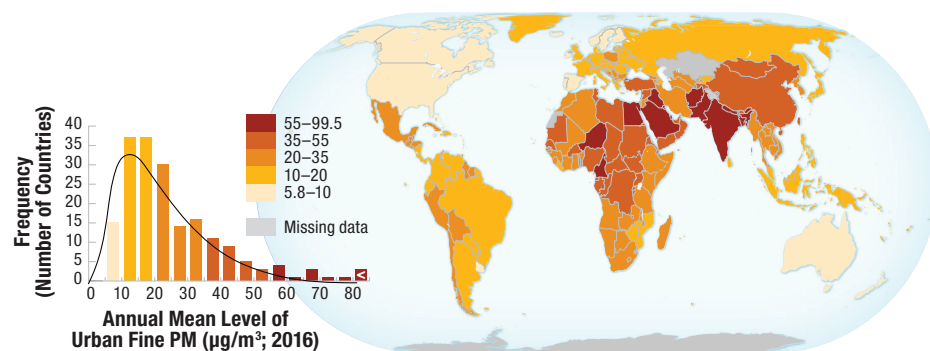 Frequency
(Number of Countries)
40
35
30
25
20
15
10
5
0
0 10 20 30 40 50 60 70 80
<
Annual Mean Level of
Urban Fine PM (µg/m³; 2016)
55–99.5
35–55
20–35
10–20
5.8–10
Missing data